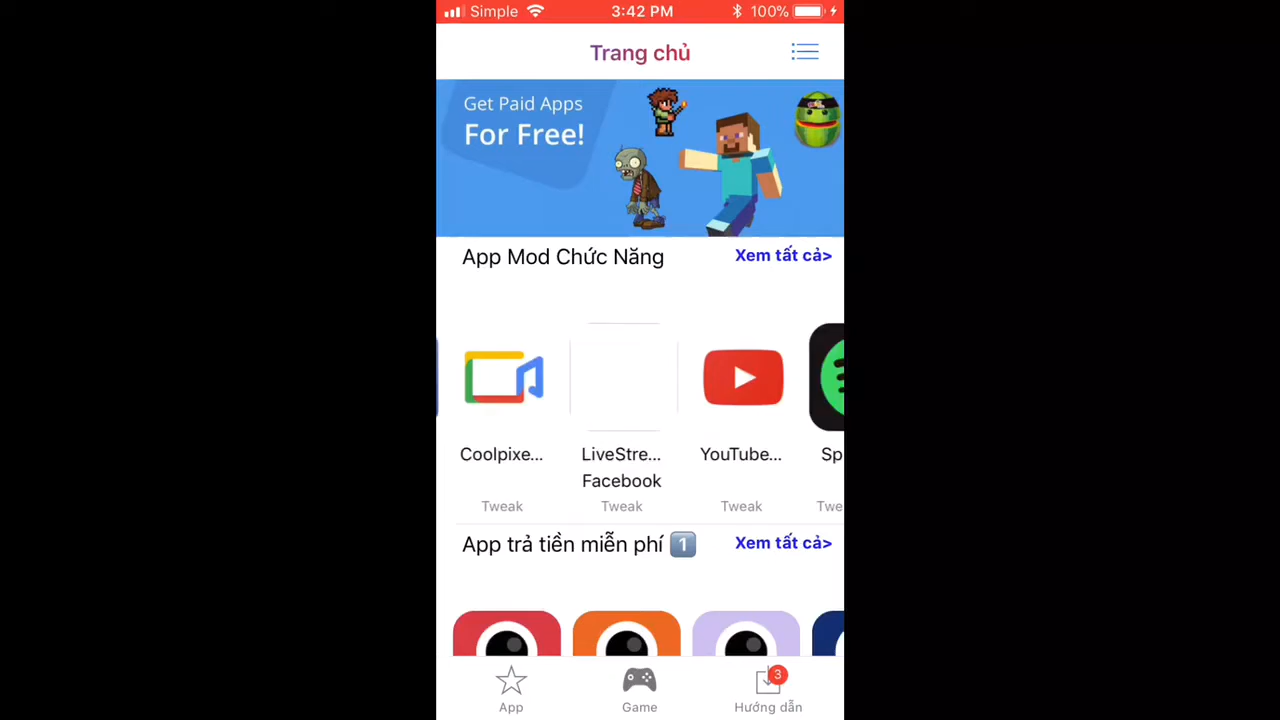 Simple 3:42 PM 100%
Trang chủ
Get Paid Apps
For Free!
App Mod Chức Năng Xem tất cả>
Coolpixe... LiveStre... YouTube... Sp
Facebook
Tweak Tweak Tweak Twe
App trả tiền miễn phí 1 Xem tất cả>
3
App Game Hướng dẫn